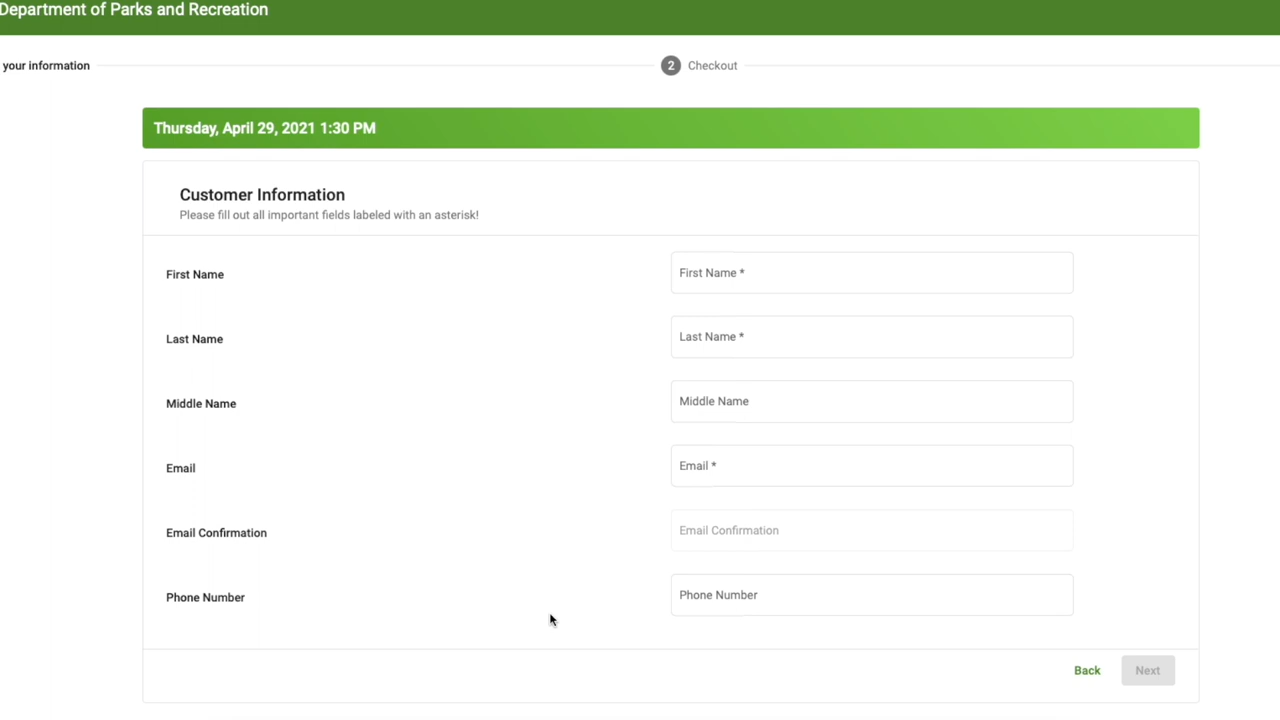 Department of Parks and Recreation
your information
2 Checkout
Thursday, April 29, 2021 1:30 PM
Customer Information
Please fill out all important fields labeled with an asterisk!
First Name First Name *
Last Name Last Name *
Middle Name Middle Name
Email Email *
Email Confirmation Email Confirmation
Phone Number Phone Number
Back Next